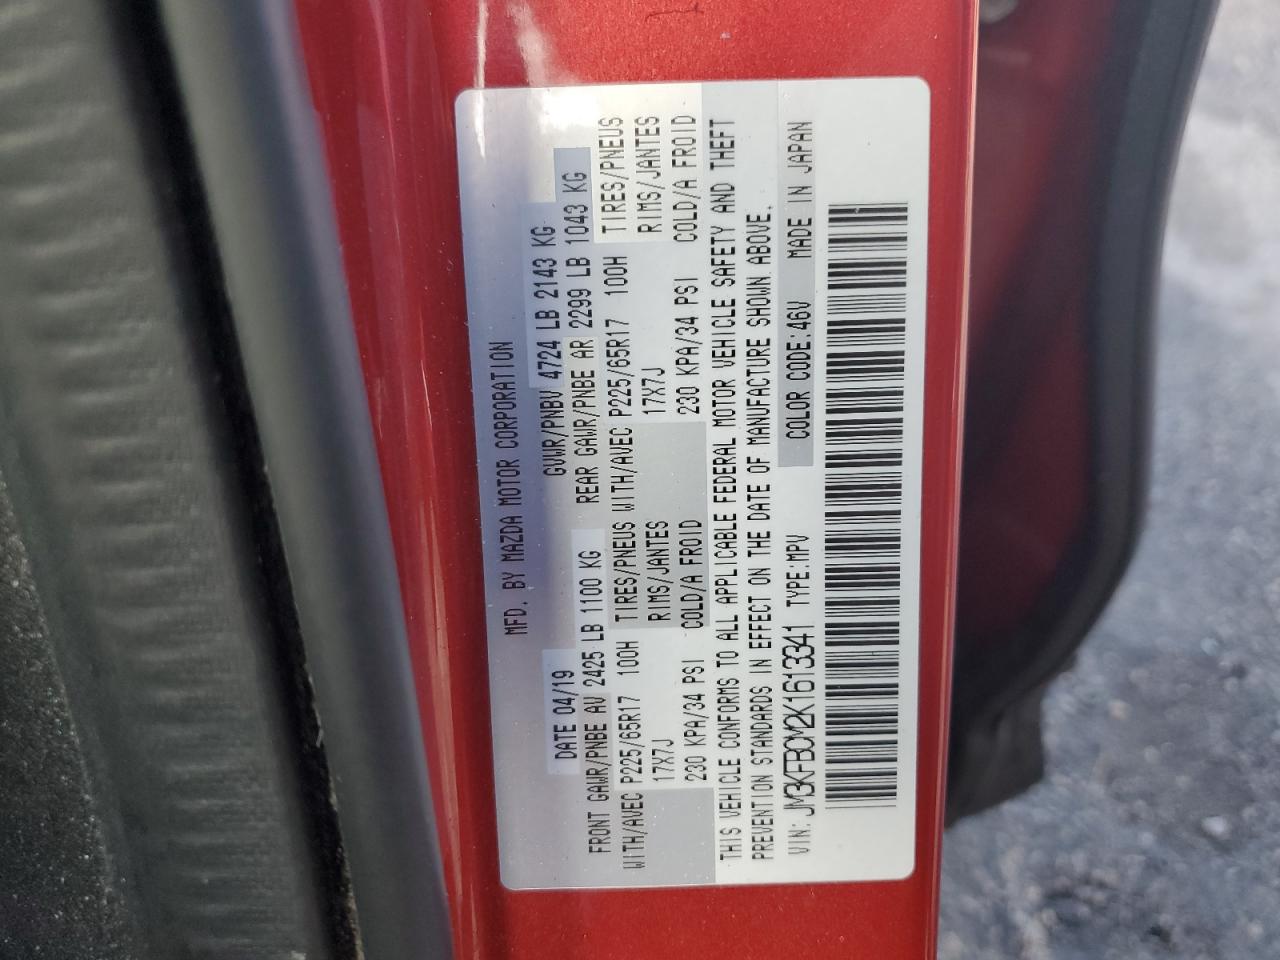 MFD. BY MAZDA MOTOR CORPORATION
DATE 04/19 GVWR/PNBV 4724 LB 2143 KG
FRONT GAWR/PNBE AV 2425 LB 1100 KG REAR GAWR/PNBE AR 2299 LB 1043 KG
WITH/AVEC P225/65R17 100H TIRES/PNEUS WITH/AVEC P225/65R17 100H TIRES/PNEUS
17X7J RIMS/JANTES 17X7J RIMS/JANTES
230 KPA/34 PSI COLD/A FROID 230 KPA/34 PSI COLD/A FROID
THIS VEHICLE CONFORMS TO ALL APPLICABLE FEDERAL MOTOR VEHICLE SAFETY AND THEFT
PREVENTION STANDARDS IN EFFECT ON THE DATE OF MANUFACTURE SHOWN ABOVE.
VIN: JM3KFBCM2K1613341 TYPE:MPV COLOR CODE:46V MADE IN JAPAN